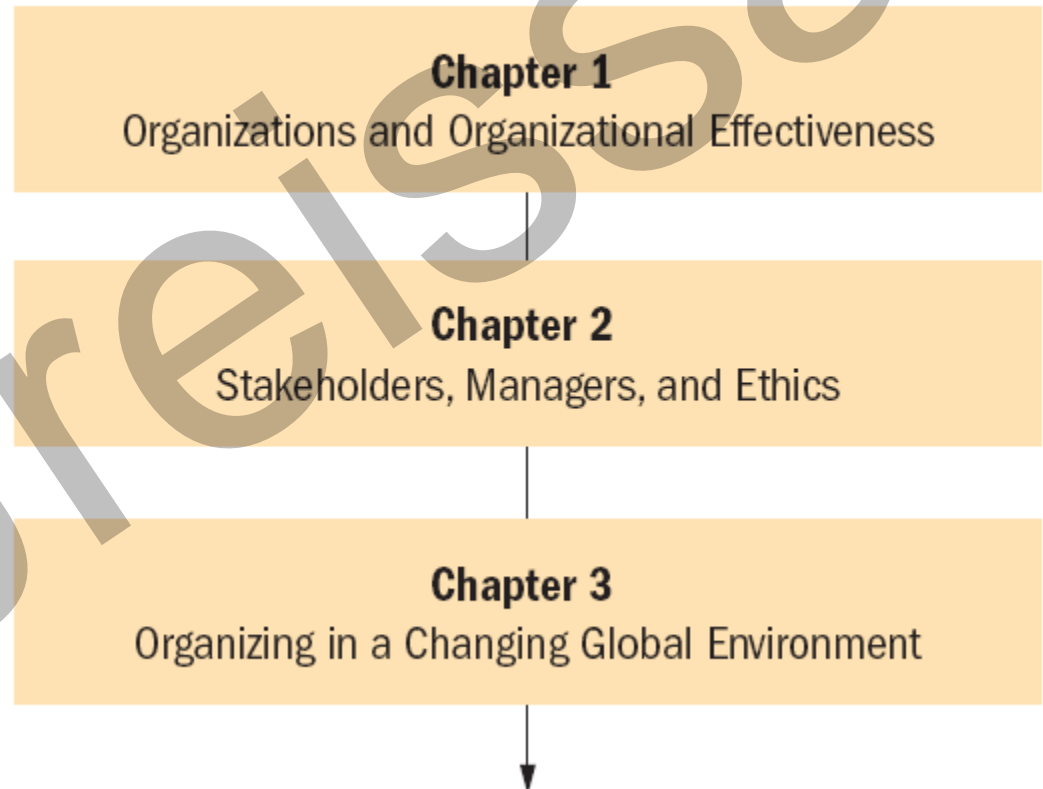 Chapter 1
Organizations and Organizational Effectiveness
Chapter 2
Stakeholders, Managers, and Ethics
Chapter 3
Organizing in a Changing Global Environment